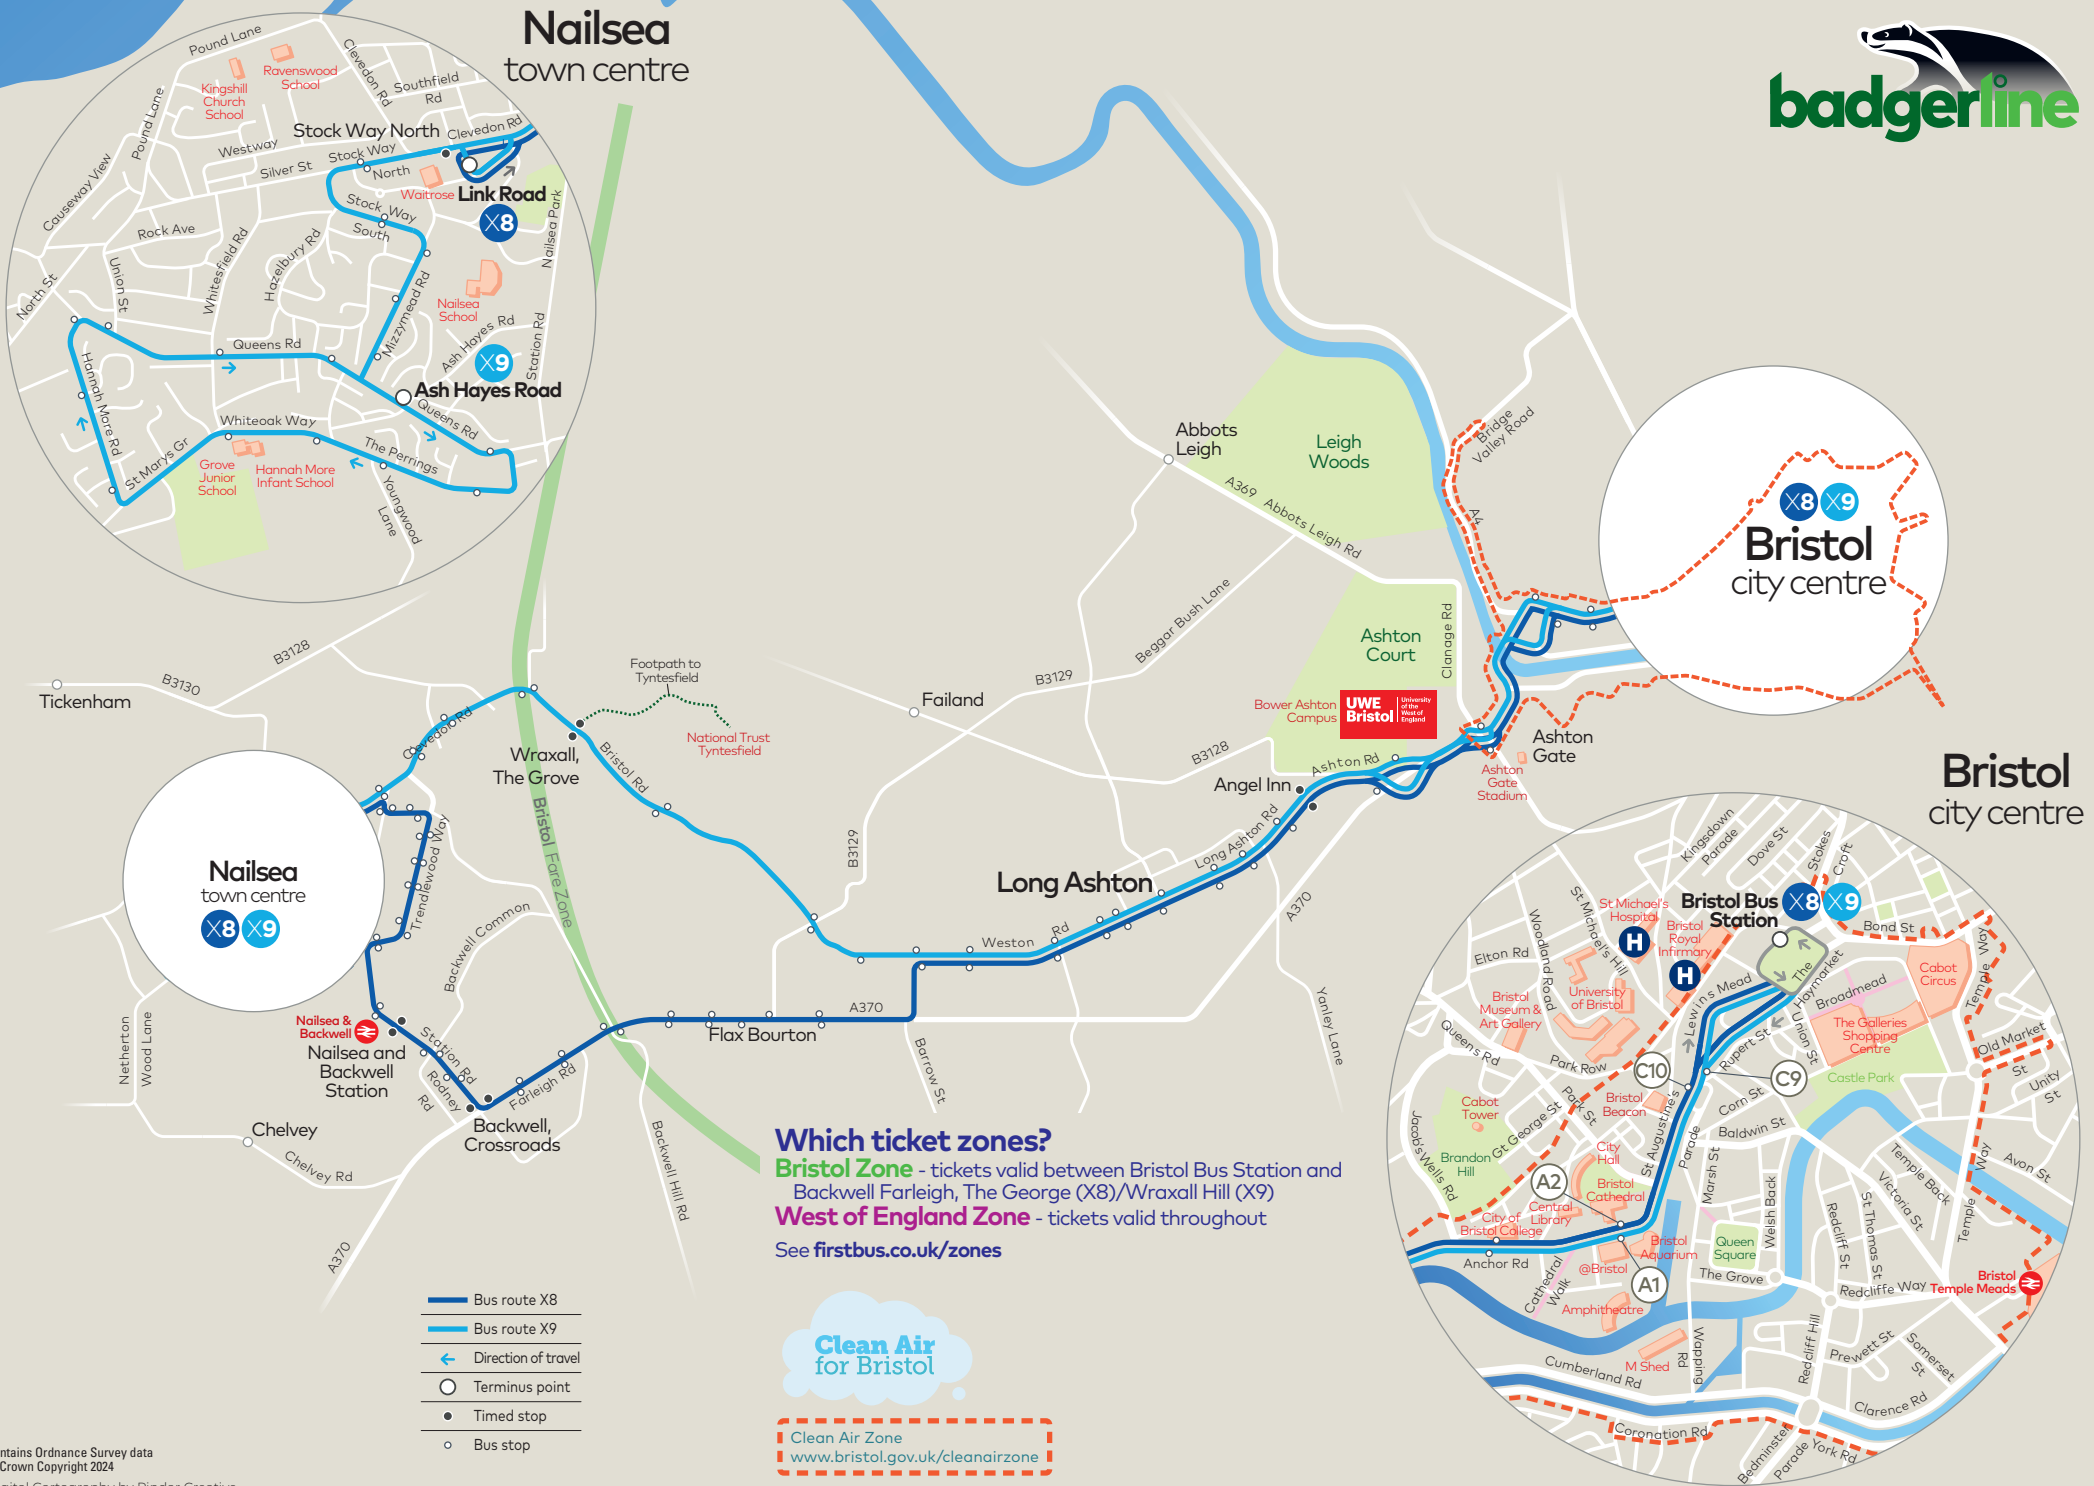 Nailsea
town centre
badgerline
Pound Lane
Clevedon Rd
Ravenswood
School
Kingshill
Church
School
Southfield
Rd
Pound Lane
Stock Way North
Clevedon Rd
Westway
Stock Way
North
Silver St
Waitrose
Link Road
X8
Causeway View
Stock Way
South
Rock Ave
Nailsea Park
Union St
Whitesfield Rd
Hazelbury Rd
North St
Mizzymead Rd
Nailsea
School
Ash Hayes Rd
Station Rd
Queens Rd
X9
Ash Hayes Road
Hannah More Rd
Queens Rd
Whiteoak Way
St Marys Gr
The Perrings
Grove
Junior
School
Hannah More
Infant School
Youngwood
Lane
Abbots
Leigh
Leigh
Woods
Bridge
Valley Road
A369
Abbots Leigh Rd
A4
X8
X9
Bristol
city centre
Beggar Bush Lane
Ashton
Court
Clanage Rd
B3128
B3130
Tickenham
Footpath to
Tyntesfield
B3129
Failand
Bower Ashton
Campus
UWE
Bristol
University
of the
West of
England
Clevedon Rd
Wraxall,
The Grove
Bristol Rd
National Trust
Tyntesfield
B3128
Ashton Rd
Ashton
Gate
Ashton
Gate
Stadium
Angel Inn
Bristol Fare Zone
B3129
Long Ashton Rd
Long Ashton
A370
Nailsea
town centre
X8
X9
Trendlewood Way
Backwell Common
Weston
Rd
A370
Flax Bourton
Barrow St
Yanley Lane
Nailsea &
Backwell
Nailsea and
Backwell
Station
Station Rd
Rodney
Rd
Farleigh Rd
Backwell,
Crossroads
Netherton
Wood Lane
Chelvey
Chelvey Rd
A370
Backwell Hill Rd
Which ticket zones?
Bristol Zone - tickets valid between Bristol Bus Station and
Backwell Farleigh, The George (X8)/Wraxall Hill (X9)
West of England Zone - tickets valid throughout
See firstbus.co.uk/zones
Bus route X8
Bus route X9
Direction of travel
Terminus point
Timed stop
Bus stop
Clean Air
for Bristol
Clean Air Zone
www.bristol.gov.uk/cleanairzone
Bristol
city centre
Kingsdown
Parade
Dove St
Stokes
Croft
Bristol Bus
Station
X8
X9
St Michael's
Hospital
H
Bristol
Royal
Infirmary
H
St Michael's Hill
Woodland Road
Elton Rd
Bond St
Temple Way
Cabot
Circus
The
Haymarket
Broadmead
Lewins Mead
University
of Bristol
Bristol
Museum &
Art Gallery
Union St
The Galleries
Shopping
Centre
Rupert St
Old Market
St
Queens Rd
Park Row
C10
C9
Castle Park
Unity
St
Bristol
Beacon
Corn St
Park St
Cabot
Tower
Gt George St
Baldwin St
Jacob's Wells Rd
Brandon
Hill
City
Hall
St Augustine's
Parade
Marsh St
Temple Back
Avon St
A2
Bristol
Cathedral
Central
Library
City of
Bristol College
Welsh Back
Redcliff St
St Thomas St
Victoria St
Temple
Way
Queen
Square
Bristol
Aquarium
Anchor Rd
@Bristol
A1
The Grove
Redcliffe Way
Bristol
Temple Meads
Cathedral
Walk
Amphitheatre
M Shed
Wapping
Rd
Redcliff Hill
Prewett St
Somerset
St
Cumberland Rd
Clarence Rd
Coronation Rd
Bedminster
Parade
York Rd
ntains Ordnance Survey data
Crown Copyright 2024